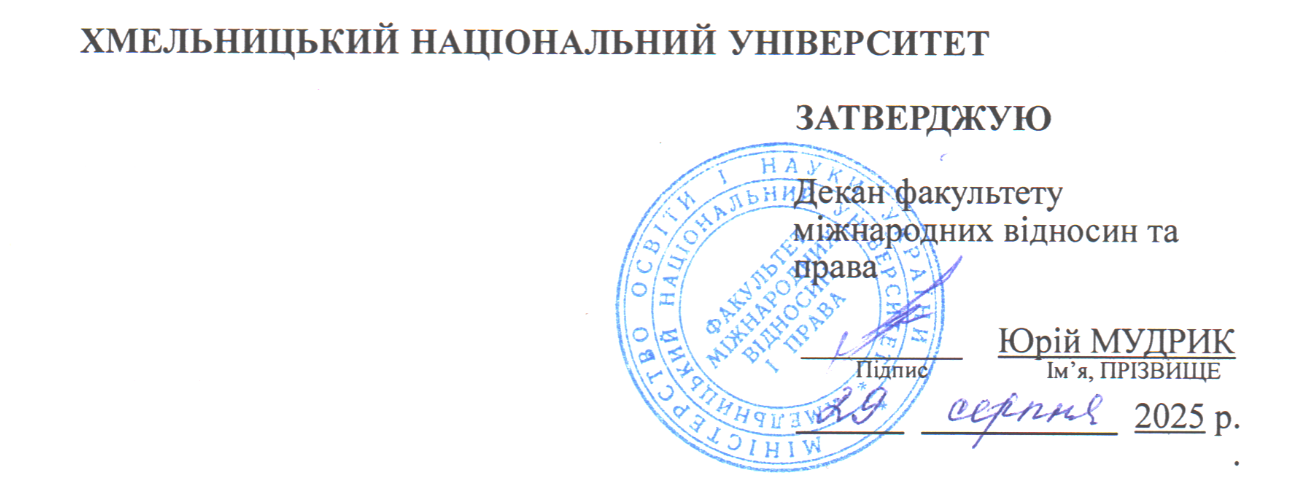 ХМЕЛЬНИЦЬКИЙ НАЦІОНАЛЬНИЙ УНІВЕРСИТЕТ
ЗАТВЕРДЖУЮ
Декан факультету
міжнародних відносин та
права
Юрій МУДРИК
Підпис Ім’я, ПРІЗВИЩЕ
29 серпня 2025 р.
.
МІНІСТЕРСТВО ОСВІТИ І НАУКИ УКРАЇНИ
ХМЕЛЬНИЦЬКИЙ НАЦІОНАЛЬНИЙ УНІВЕРСИТЕТ
ФАКУЛЬТЕТ
МІЖНАРОДНИХ
ВІДНОСИН
І ПРАВА